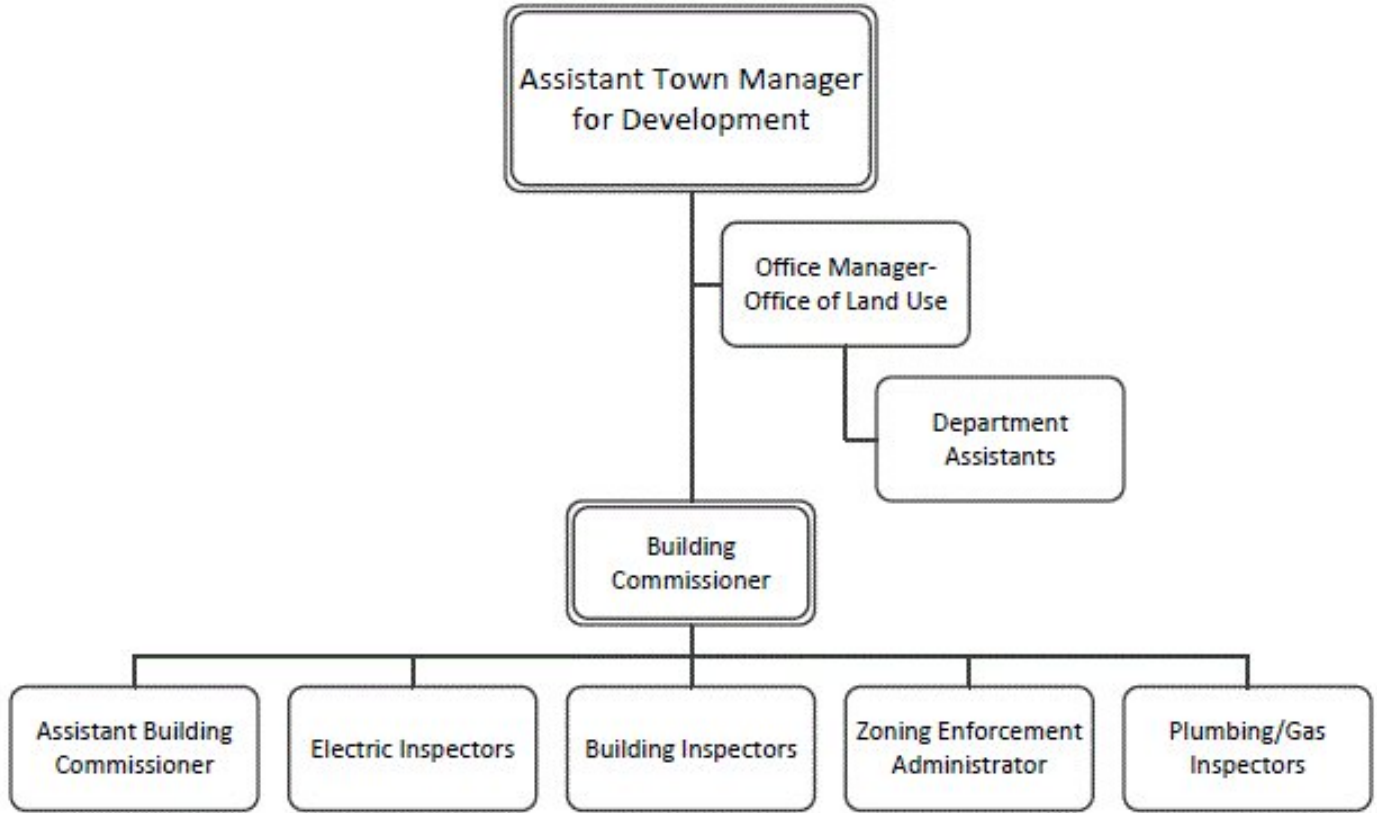 Assistant Town Manager
for Development
Office Manager-
Office of Land Use
Department
Assistants
Building
Commissioner
Assistant Building
Commissioner
Electric Inspectors
Building Inspectors
Zoning Enforcement
Administrator
Plumbing/Gas
Inspectors